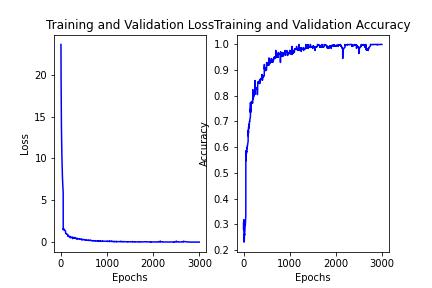 Training and Validation Loss
Loss
20
15
10
5
0
0 1000 2000 3000
Epochs
Training and Validation Accuracy
Accuracy
1.0
0.9
0.8
0.7
0.6
0.5
0.4
0.3
0.2
0 1000 2000 3000
Epochs